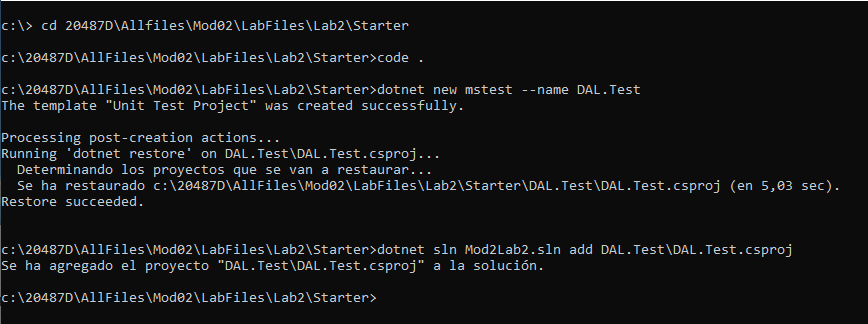 c:\> cd 20487D\Allfiles\Mod02\LabFiles\Lab2\Starter
c:\20487D\AllFiles\Mod02\LabFiles\Lab2\Starter>code .
c:\20487D\AllFiles\Mod02\LabFiles\Lab2\Starter>dotnet new mstest --name DAL.Test
The template "Unit Test Project" was created successfully.
Processing post-creation actions...
Running 'dotnet restore' on DAL.Test\DAL.Test.csproj...
  Determinando los proyectos que se van a restaurar...
  Se ha restaurado c:\20487D\AllFiles\Mod02\LabFiles\Lab2\Starter\DAL.Test\DAL.Test.csproj (en 5,03 sec).
Restore succeeded.
c:\20487D\AllFiles\Mod02\LabFiles\Lab2\Starter>dotnet sln Mod2Lab2.sln add DAL.Test\DAL.Test.csproj
Se ha agregado el proyecto "DAL.Test\DAL.Test.csproj" a la solución.
c:\20487D\AllFiles\Mod02\LabFiles\Lab2\Starter>